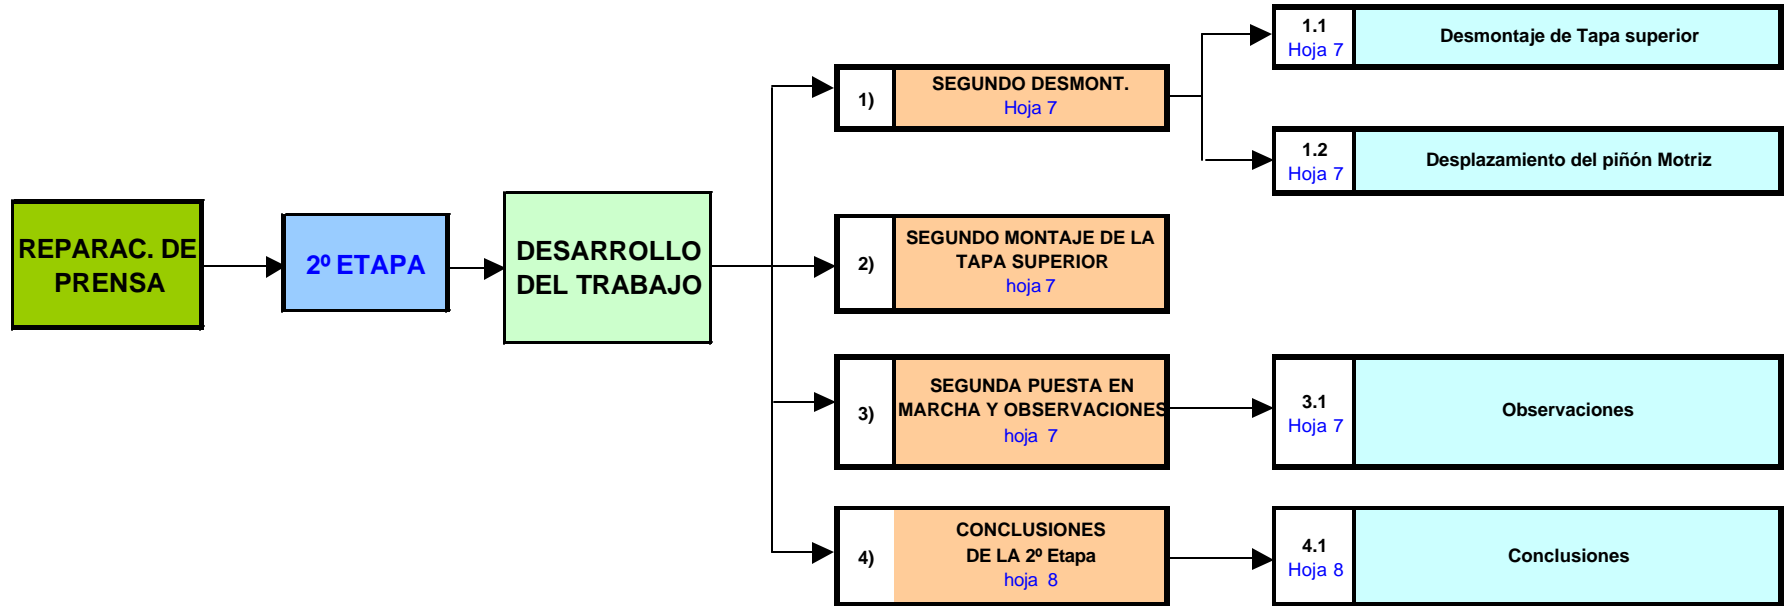 REPARAC. DE
PRENSA
2º ETAPA
DESARROLLO
DEL TRABAJO
1)
SEGUNDO DESMONT.
Hoja 7
1.1
Hoja 7
Desmontaje de Tapa superior
1.2
Hoja 7
Desplazamiento del piñón Motriz
2)
SEGUNDO MONTAJE DE LA
TAPA SUPERIOR
hoja 7
3)
SEGUNDA PUESTA EN
MARCHA Y OBSERVACIONES
hoja 7
3.1
Hoja 7
Observaciones
4)
CONCLUSIONES
DE LA 2º Etapa
hoja 8
4.1
Hoja 8
Conclusiones